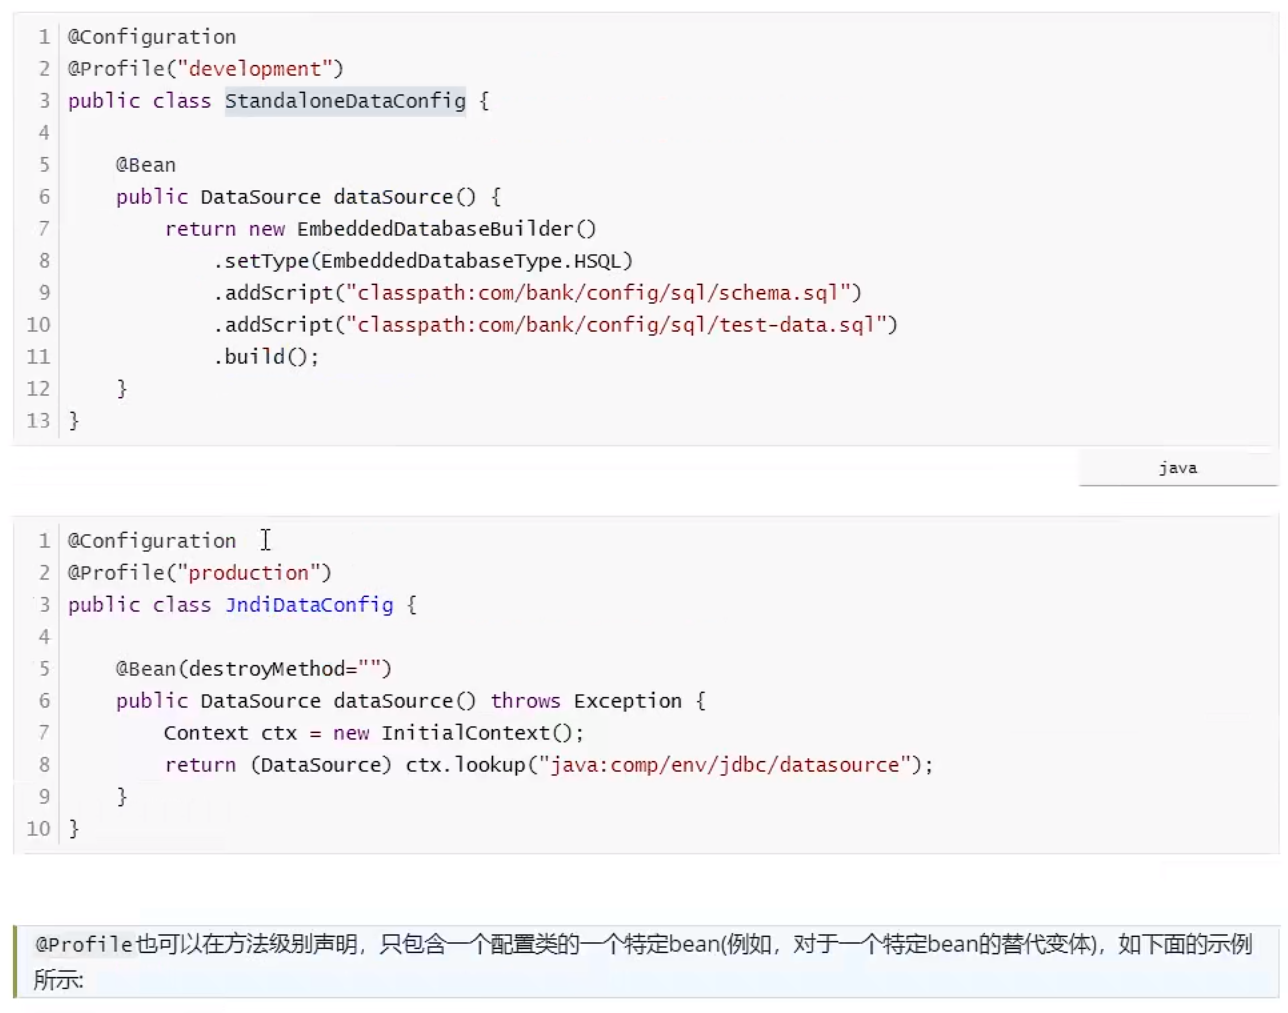 1 @Configuration
2 @Profile("development")
3 public class StandaloneDataConfig {
4
5     @Bean
6     public DataSource dataSource() {
7         return new EmbeddedDatabaseBuilder()
8             .setType(EmbeddedDatabaseType.HSQL)
9             .addScript("classpath:com/bank/config/sql/schema.sql")
10             .addScript("classpath:com/bank/config/sql/test-data.sql")
11             .build();
12     }
13 }
java
1 @Configuration
2 @Profile("production")
3 public class JndiDataConfig {
4
5     @Bean(destroyMethod="")
6     public DataSource dataSource() throws Exception {
7         Context ctx = new InitialContext();
8         return (DataSource) ctx.lookup("java:comp/env/jdbc/datasource");
9     }
10 }
@Profile也可以在方法级别声明，只包含一个配置类的一个特定bean(例如，对于一个特定bean的替代变体)，如下面的示例
所示: